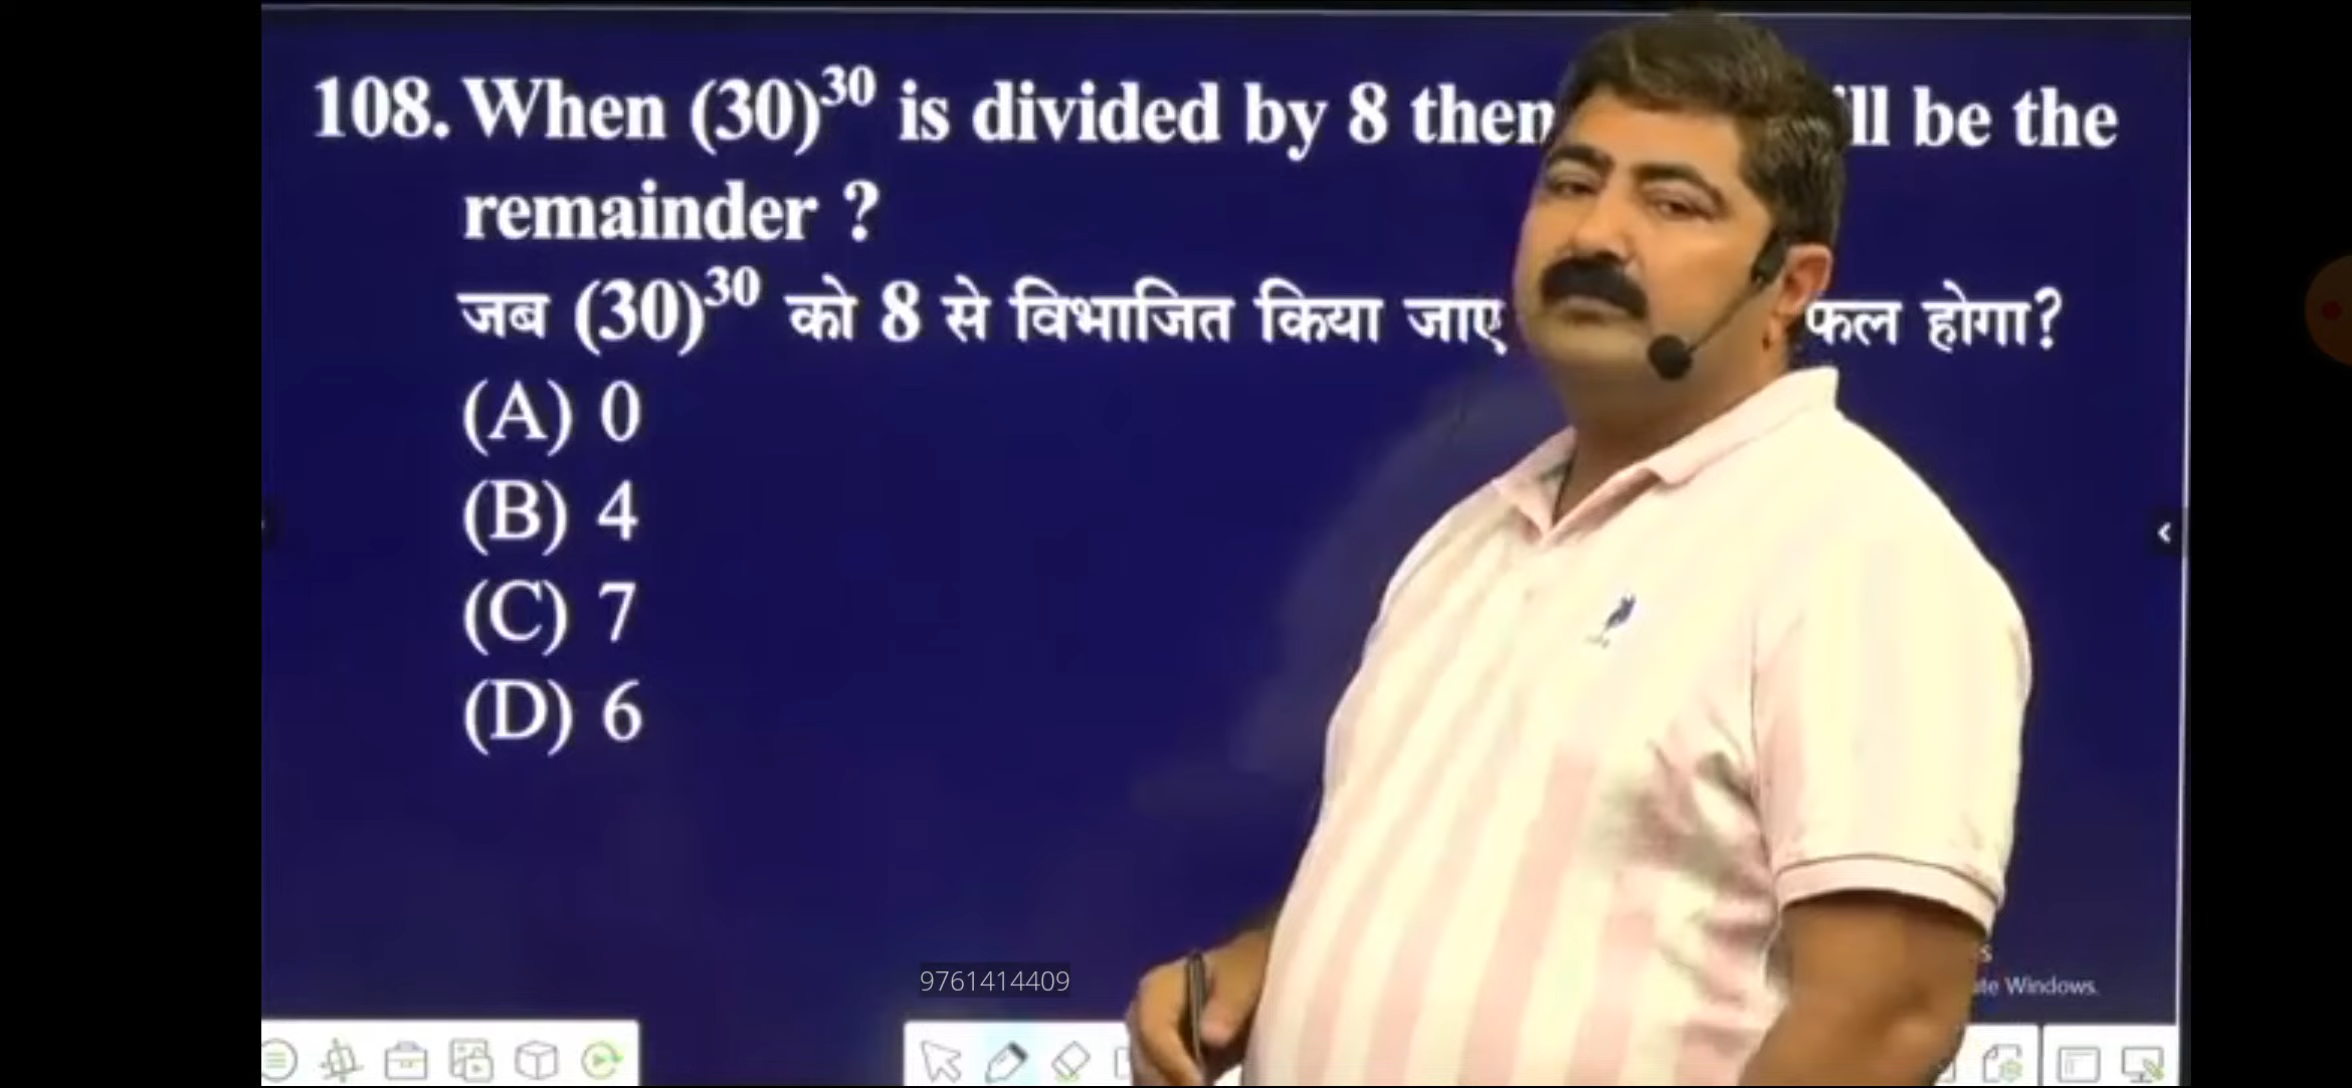 108. When (30)³⁰ is divided by 8 then ll be the
remainder ?
जब (30)³⁰ को 8 से विभाजित किया जाए फल होगा?
(A) 0
(B) 4
(C) 7
(D) 6
9761414409
Windows.